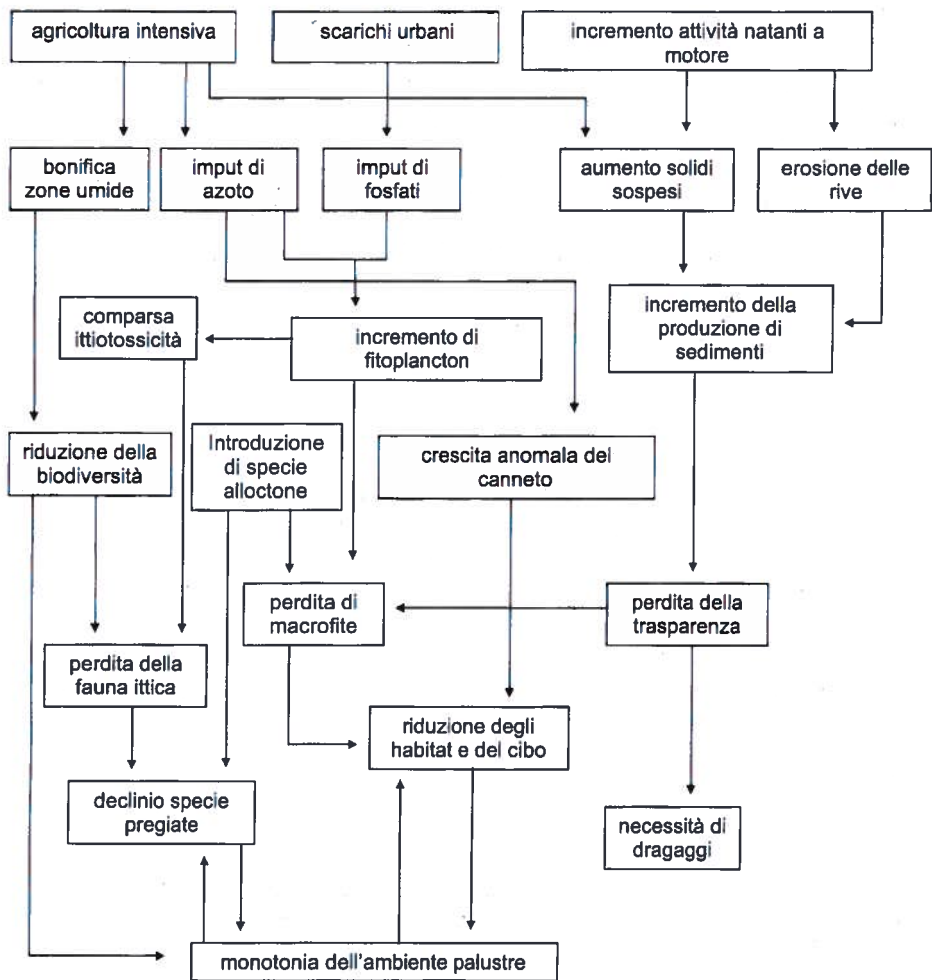 agricoltura intensiva
scarichi urbani
incremento attività natanti a
motore
bonifica
zone umide
imput di
azoto
imput di
fosfati
aumento solidi
sospesi
erosione delle
rive
comparsa
ittiotossicità
incremento di
fitoplancton
incremento della
produzione di
sedimenti
riduzione della
biodiversità
Introduzione
di specie
alloctone
crescita anomala del
canneto
perdita di
macrofite
perdita della
trasparenza
perdita della
fauna ittica
riduzione degli
habitat e del cibo
declinio specie
pregiate
necessità di
dragaggi
monotonia dell'ambiente palustre